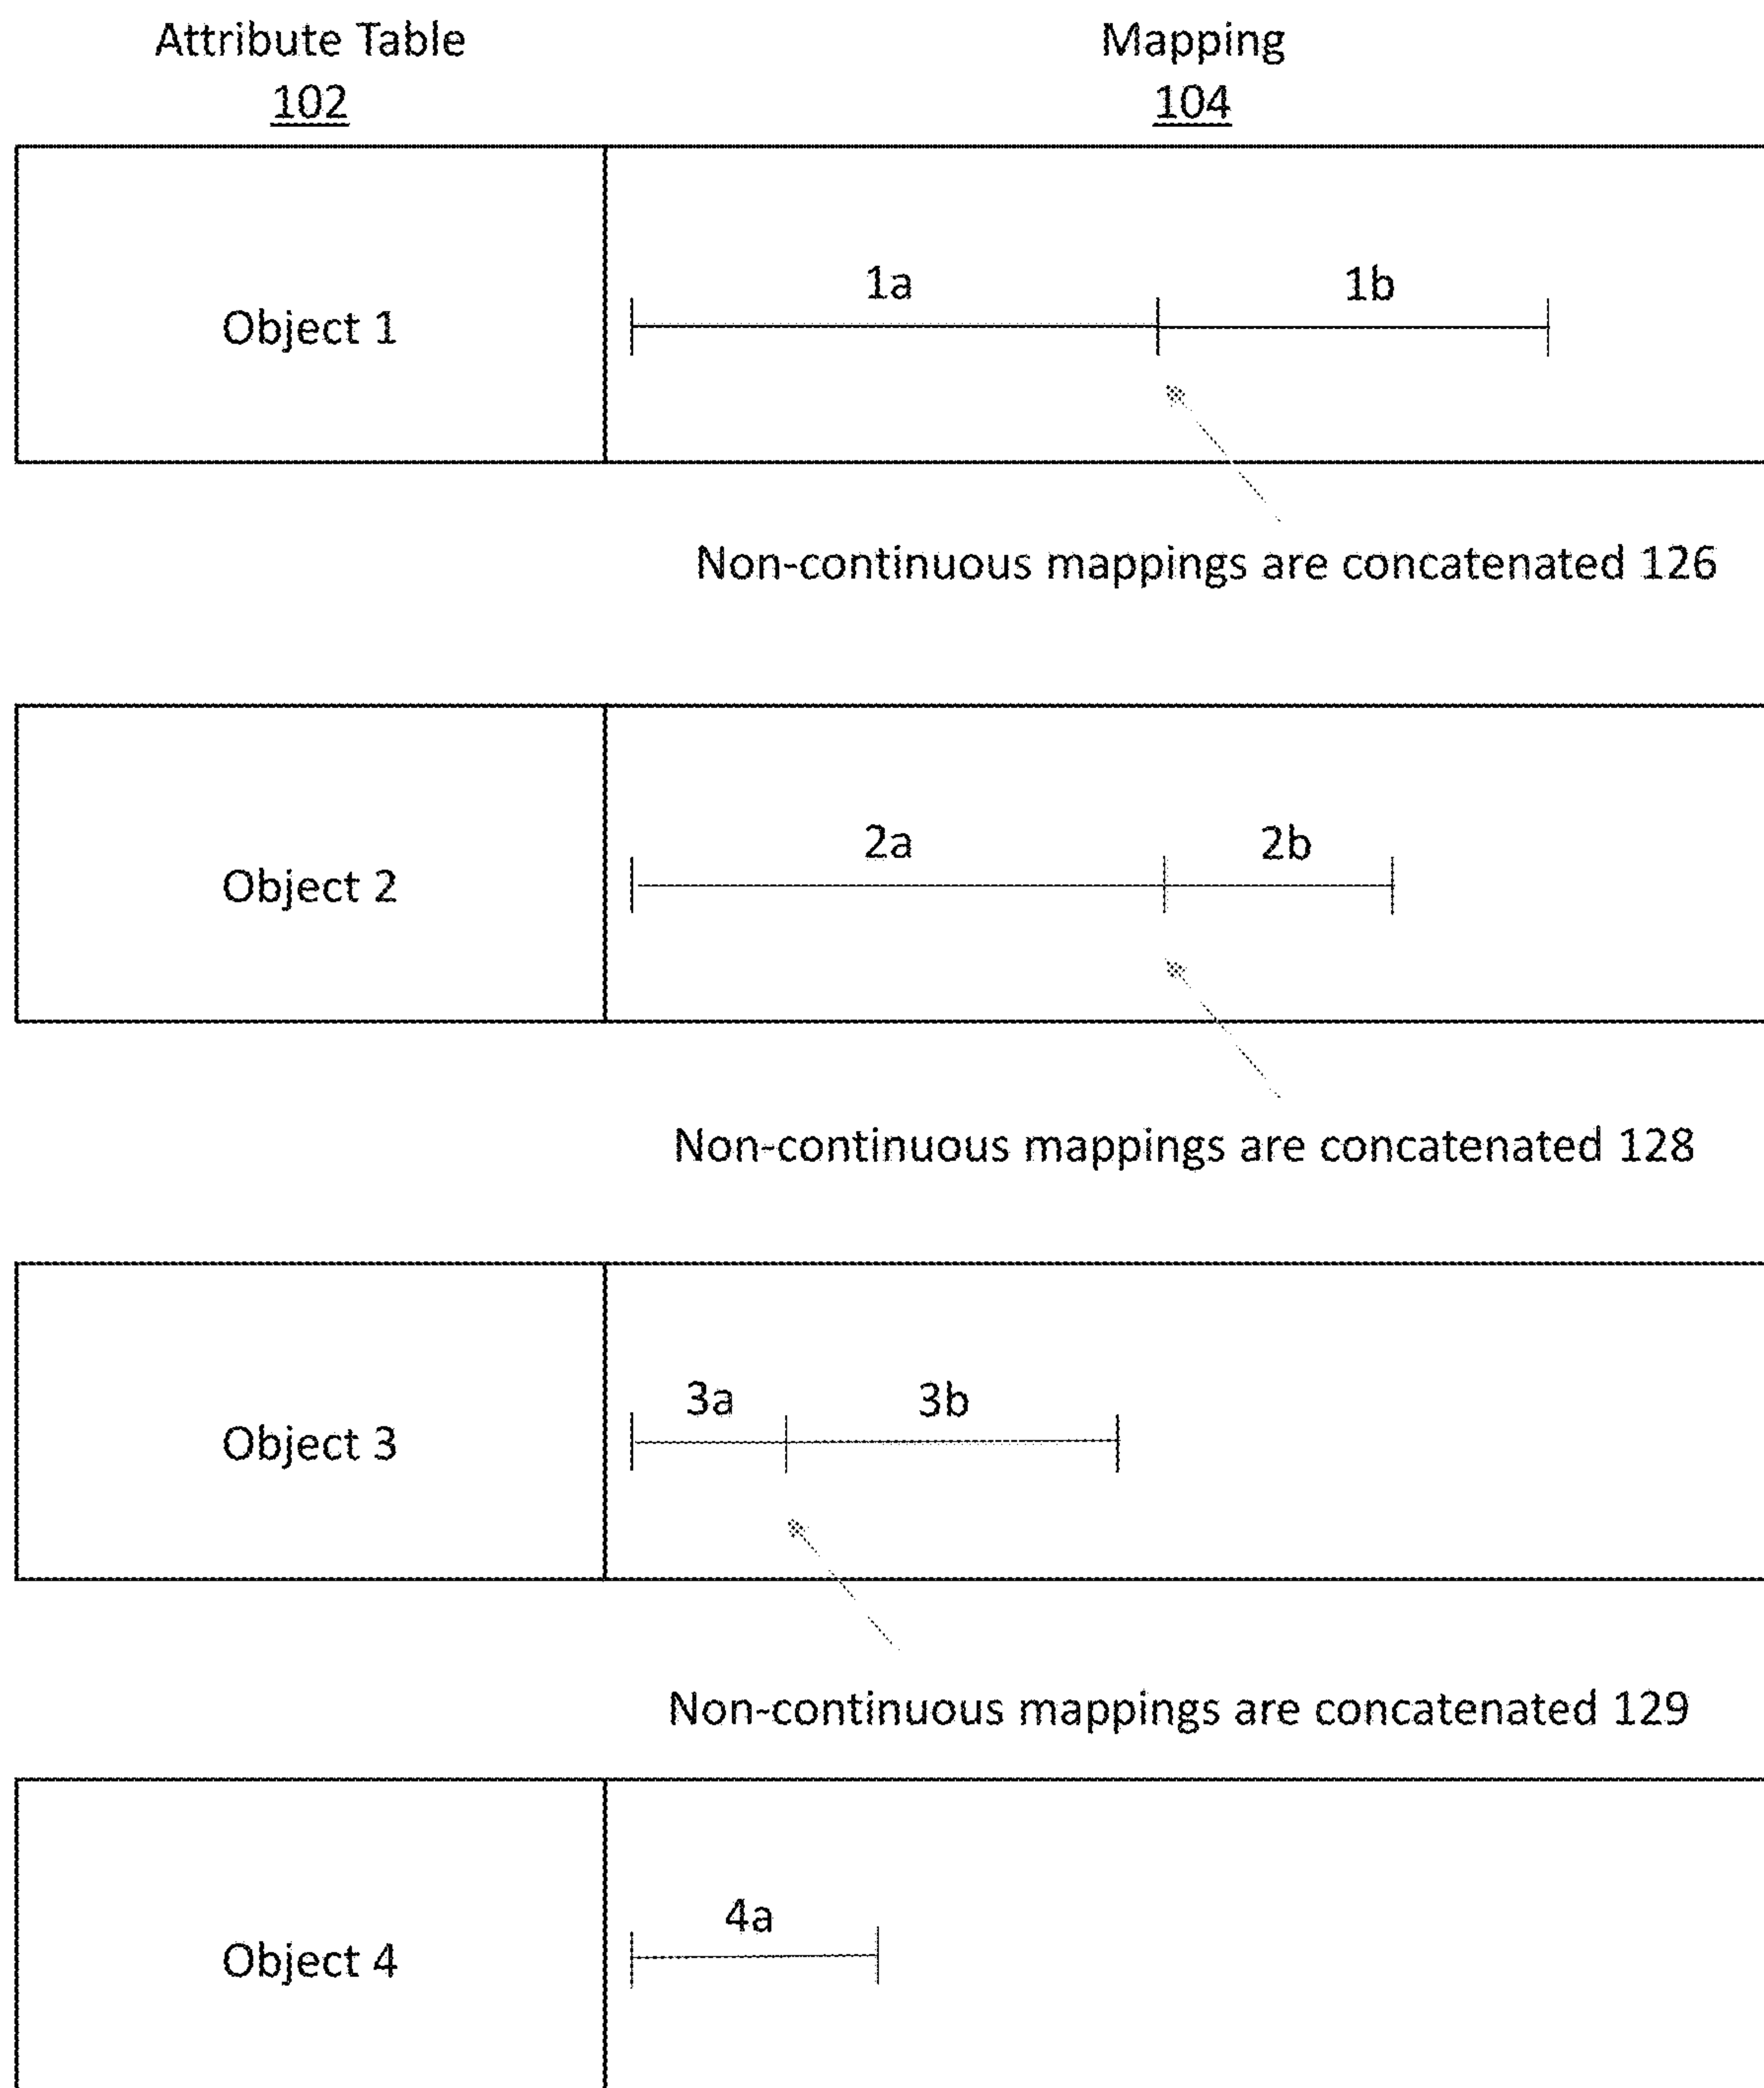 Attribute Table
102
Mapping
104
Object 1
1a
1b
Non-continuous mappings are concatenated 126
Object 2
2a
2b
Non-continuous mappings are concatenated 128
Object 3
3a
3b
Non-continuous mappings are concatenated 129
Object 4
4a